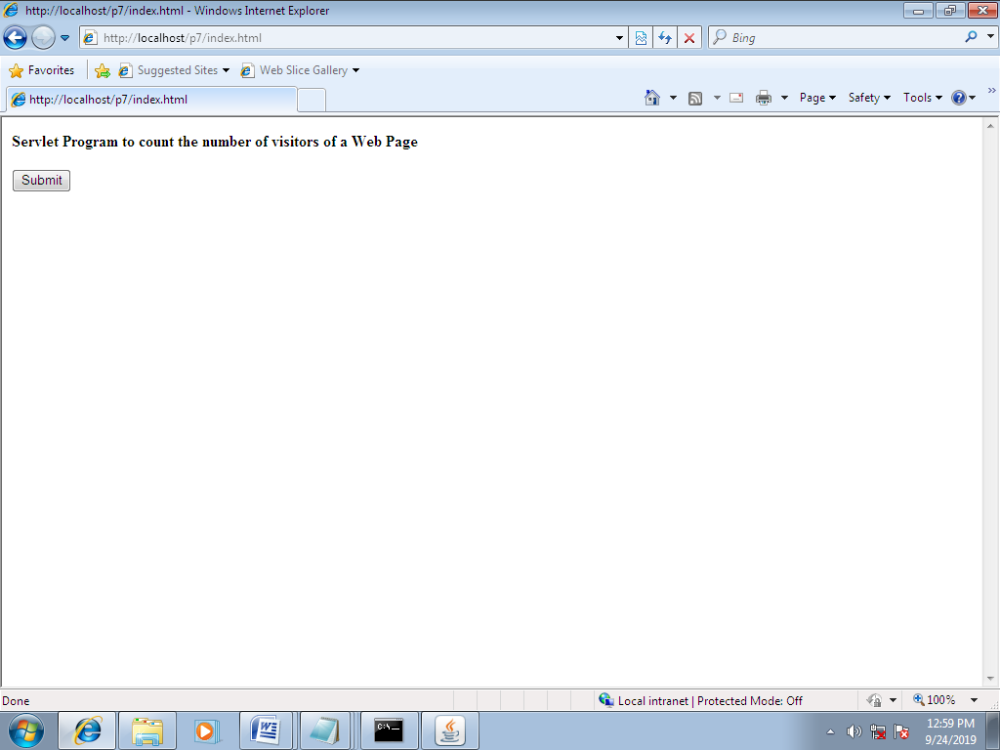 http://localhost/p7/index.html - Windows Internet Explorer
http://localhost/p7/index.html
Bing
Favorites
Suggested Sites
Web Slice Gallery
http://localhost/p7/index.html
Page
Safety
Tools
»
Servlet Program to count the number of visitors of a Web Page
Submit
Done
Local intranet | Protected Mode: Off
100%
C:\_
12:59 PM
9/24/2019